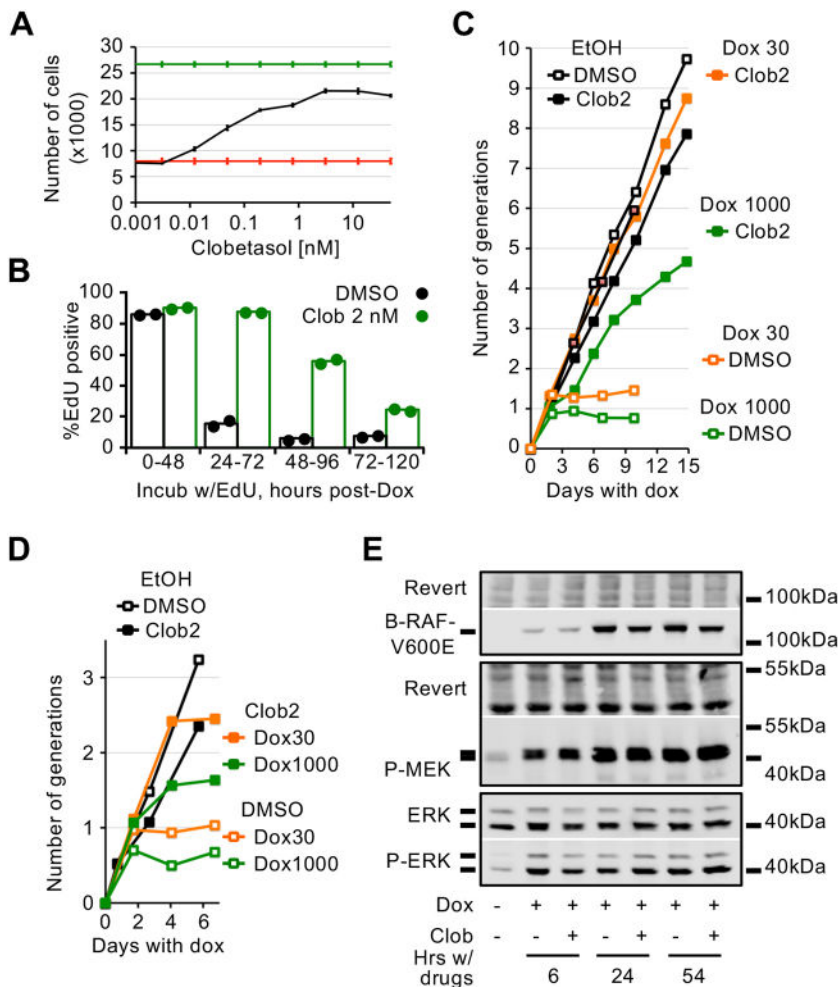 A
Number of cells
(x1000)
30
25
20
15
10
5
0
0.001 0.01 0.1 1 10
Clobetasol [nM]
B
%EdU positive
100
80
60
40
20
0
DMSO
Clob 2 nM
0-48 24-72 48-96 72-120
Incub w/EdU, hours post-Dox
C
Number of generations
10
9
8
7
6
5
4
3
2
1
0
EtOH
DMSO
Clob2
Dox 30
Clob2
Dox 1000
Clob2
Dox 30
DMSO
Dox 1000
DMSO
0 3 6 9 12 15
Days with dox
D
EtOH
DMSO
Clob2
Number of generations
3
2
1
0
Clob2
Dox30
Dox1000
DMSO
Dox30
Dox1000
0 2 4 6
Days with dox
E
Revert
100kDa
B-RAF-
V600E
100kDa
55kDa
Revert
55kDa
P-MEK
40kDa
ERK
40kDa
P-ERK
40kDa
Dox - + + + + + +
Clob - - + - + - +
Hrs w/
drugs 6 24 54